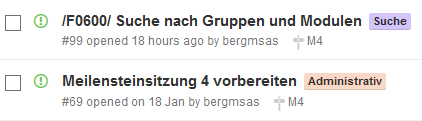 /F0600/ Suche nach Gruppen und Modulen Suche
#99 opened 18 hours ago by bergmsas M4
Meilensteinsitzung 4 vorbereiten Administrativ
#69 opened on 18 Jan by bergmsas M4